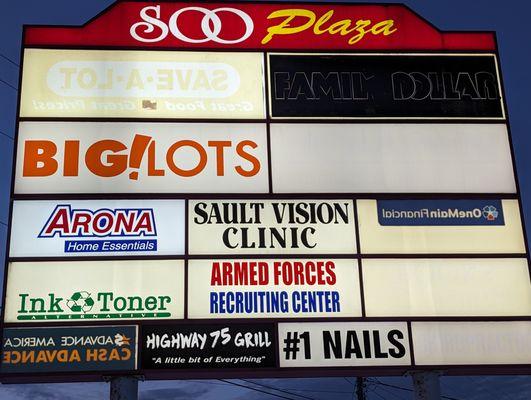 SOO Plaza
SAVE-A-LOT
Great Food Great Prices!
FAMILY DOLLAR
BIG! LOTS
ARONA
Home Essentials
SAULT VISION
CLINIC
OneMain Financial
Ink Toner
ALTERNATIVE
ARMED FORCES
RECRUITING CENTER
ADVANCE AMERICA
CASH ADVANCE
HIGHWAY 75 GRILL
"A little bit of Everything"
#1 NAILS